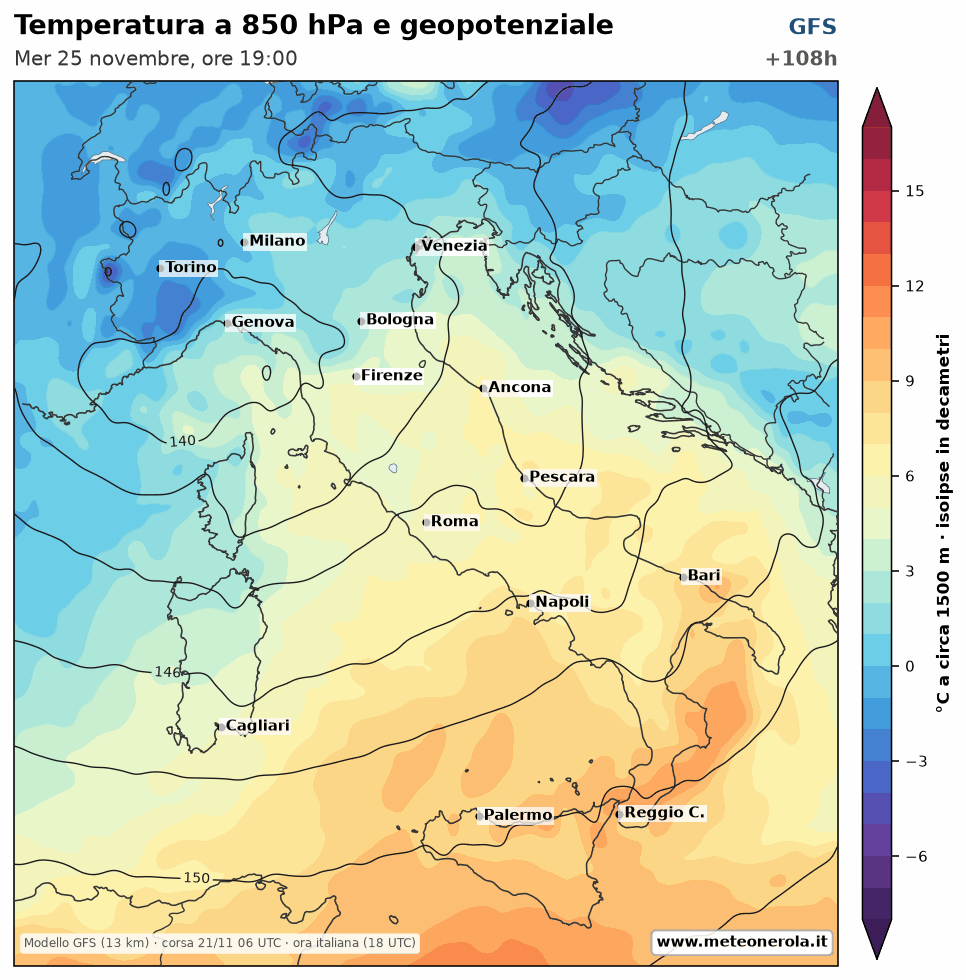 Temperatura a 850 hPa e geopotenziale
GFS
Mer 25 novembre, ore 19:00
+108h
Milano
Venezia
Torino
Genova
Bologna
Firenze
Ancona
140
Pescara
Roma
Bari
Napoli
146
Cagliari
Palermo
Reggio C.
150
Modello GFS (13 km) · corsa 21/11 06 UTC · ora italiana (18 UTC)
www.meteonerola.it
15
12
9
6
3
0
−3
−6
°C a circa 1500 m · isoipse in decametri